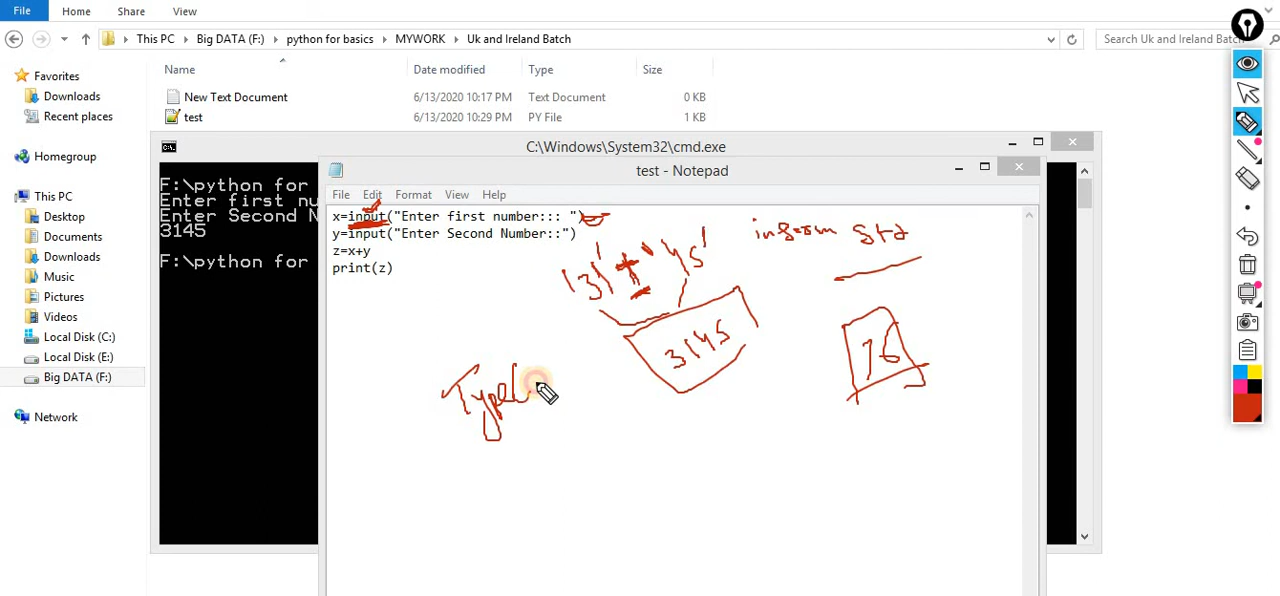 File Home Share View
This PC Big DATA (F:) python for basics MYWORK Uk and Ireland Batch Search Uk and Ireland Batch
Name Date modified Type Size
Favorites
Downloads
Recent places
Homegroup
This PC
Desktop
Documents
Downloads
Music
Pictures
Videos
Local Disk (C:)
Local Disk (E:)
Big DATA (F:)
Network
New Text Document 6/13/2020 10:17 PM Text Document 0 KB
test 6/13/2020 10:29 PM PY File 1 KB
C:\Windows\System32\cmd.exe
F:\python for
Enter first nu
Enter Second N
3145
F:\python for
test - Notepad
File Edit Format View Help
x=input("Enter first number::: ")
y=input("Enter Second Number::")
z=x+y
print(z)
'31'+'45'
3145
76
Type